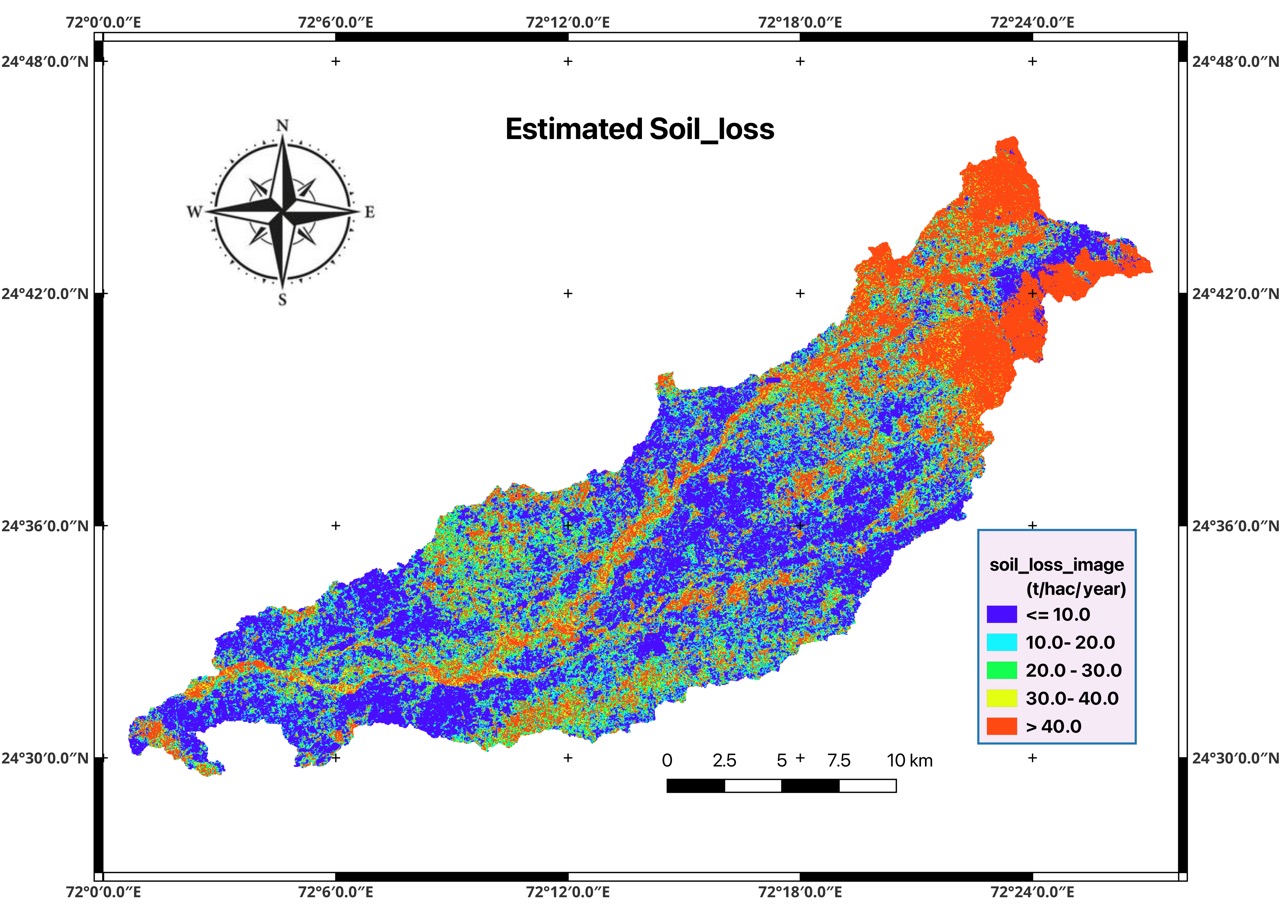 72°0′0.0″E 72°6′0.0″E 72°12′0.0″E 72°18′0.0″E 72°24′0.0″E
24°48′0.0″N 24°48′0.0″N
N
Estimated Soil_loss
W E
S
24°42′0.0″N 24°42′0.0″N
24°36′0.0″N 24°36′0.0″N
soil_loss_image
(t/hac/year)
<= 10.0
10.0- 20.0
20.0 - 30.0
30.0- 40.0
> 40.0
24°30′0.0″N 24°30′0.0″N
0 2.5 5 7.5 10 km
72°0′0.0″E 72°6′0.0″E 72°12′0.0″E 72°18′0.0″E 72°24′0.0″E